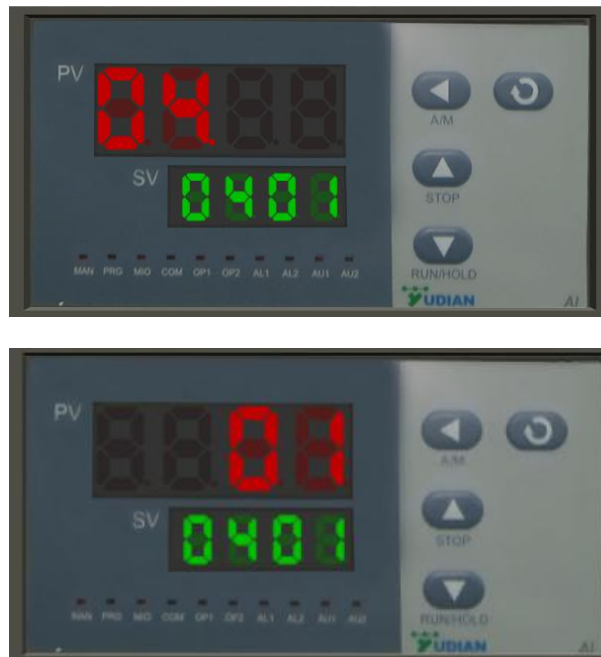 PV 04
A/M
SV 0401
STOP
MAN PRG MIO COM OP1 OP2 AL1 AL2 AU1 AU2
RUN/HOLD
YUDIAN AI
PV 01
A/M
SV 0401
STOP
MAN PRG MIO COM OP1 OP2 AL1 AL2 AU1 AU2
RUN/HOLD
YUDIAN AI